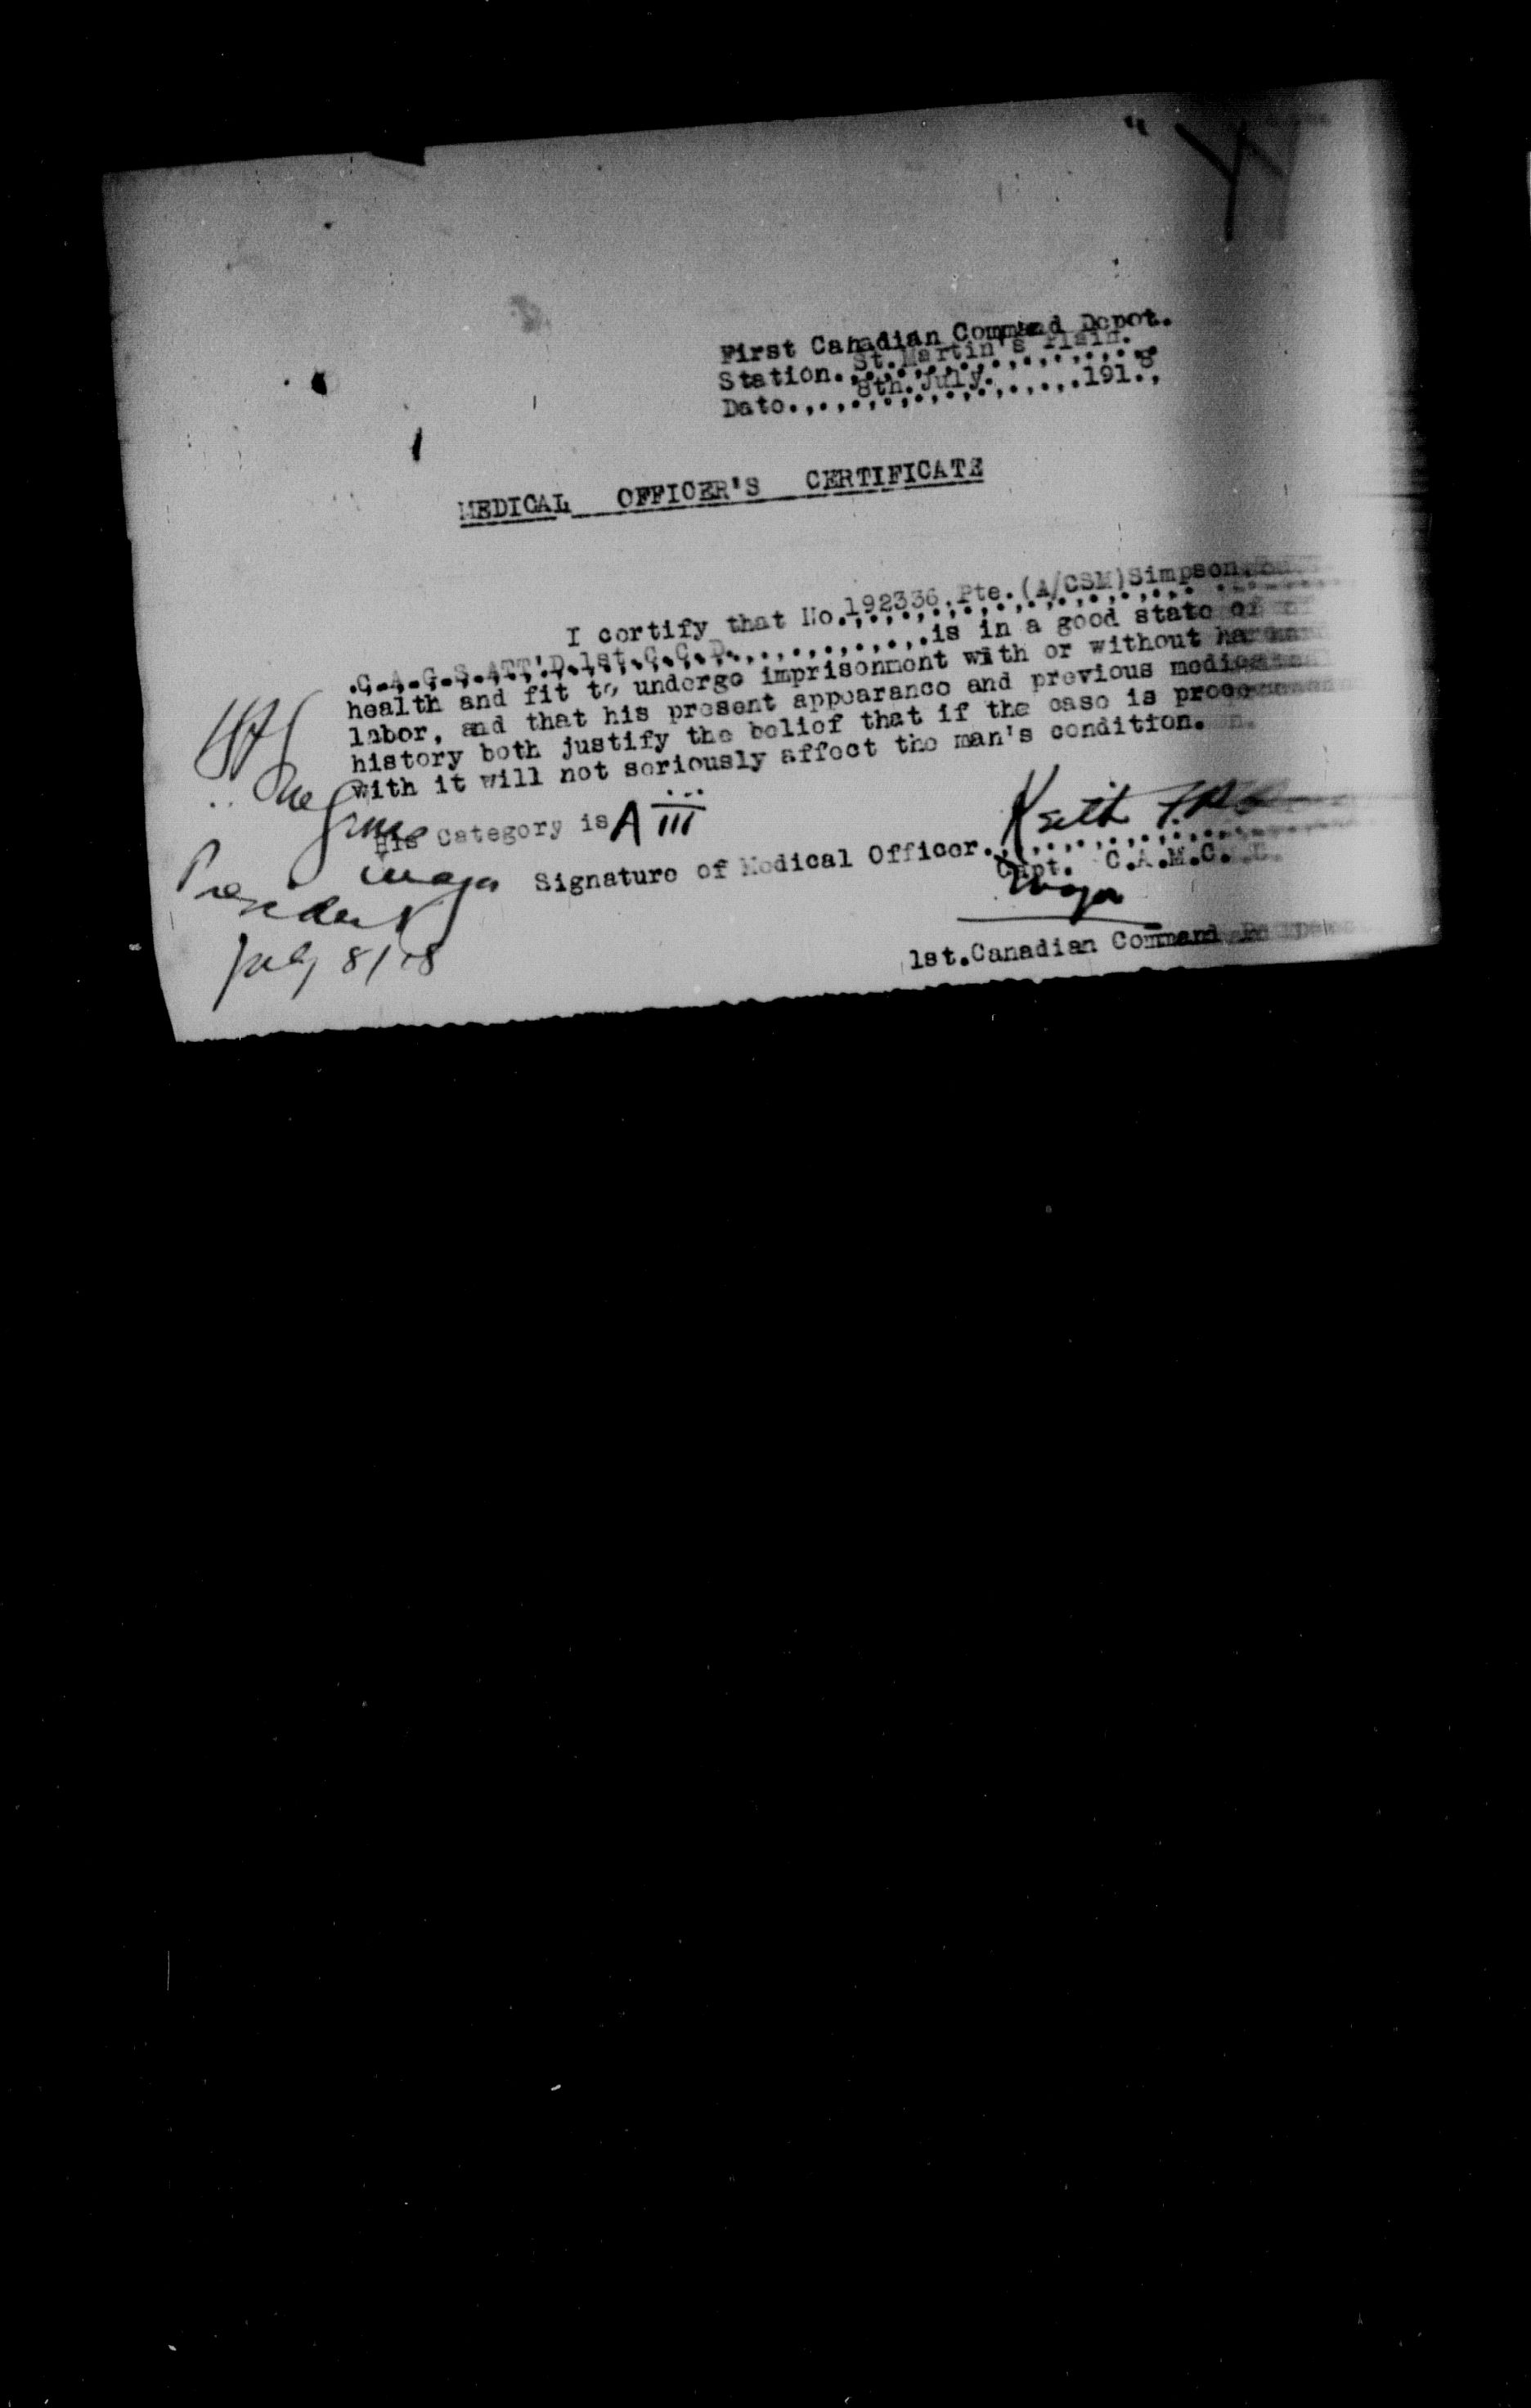 First Canadian Command Depot.
Station. St.Martin's Plain.
Date. 8th.July. 1918
MEDICAL OFFICER'S CERTIFICATE
I certify that No.192336.Pte.(A/CSM)Simpson.
.C.A.G.S.ATT'D.1st.C.C.D. is in a good state of
health and fit to undergo imprisonment with or without
labor, and that his present appearance and previous medical
history both justify the belief that if the case is
with it will not seriously affect the man's condition.
His Category is A III
Signature of Medical Officer. Keith
Capt. C.A.M.C.
Major
1st.Canadian Command
Major
President
July 8/18